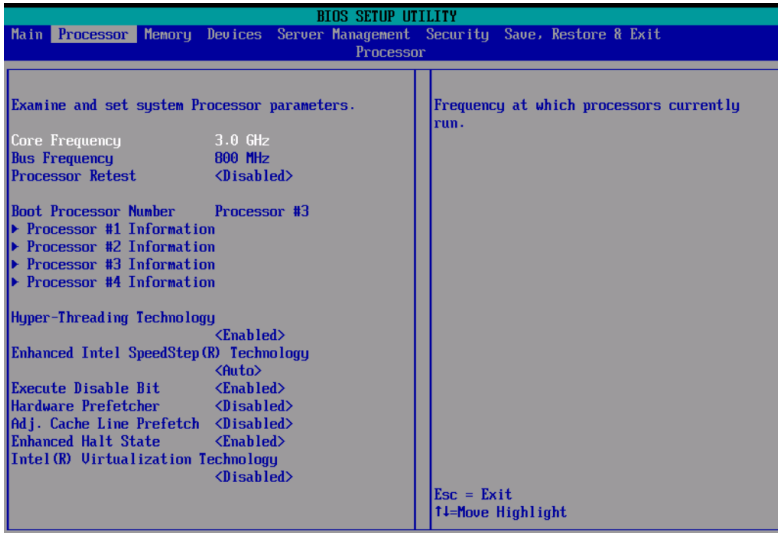 BIOS SETUP UTILITY
Main Processor Memory Devices Server Management Security Save, Restore & Exit
Processor
Examine and set system Processor parameters.
Core Frequency 3.0 GHz
Bus Frequency 800 MHz
Processor Retest <Disabled>
Boot Processor Number Processor #3
▶ Processor #1 Information
▶ Processor #2 Information
▶ Processor #3 Information
▶ Processor #4 Information
Hyper-Threading Technology
<Enabled>
Enhanced Intel SpeedStep(R) Technology
<Auto>
Execute Disable Bit <Enabled>
Hardware Prefetcher <Disabled>
Adj. Cache Line Prefetch <Disabled>
Enhanced Halt State <Enabled>
Intel(R) Virtualization Technology
<Disabled>
Frequency at which processors currently
run.
Esc = Exit
↑↓=Move Highlight